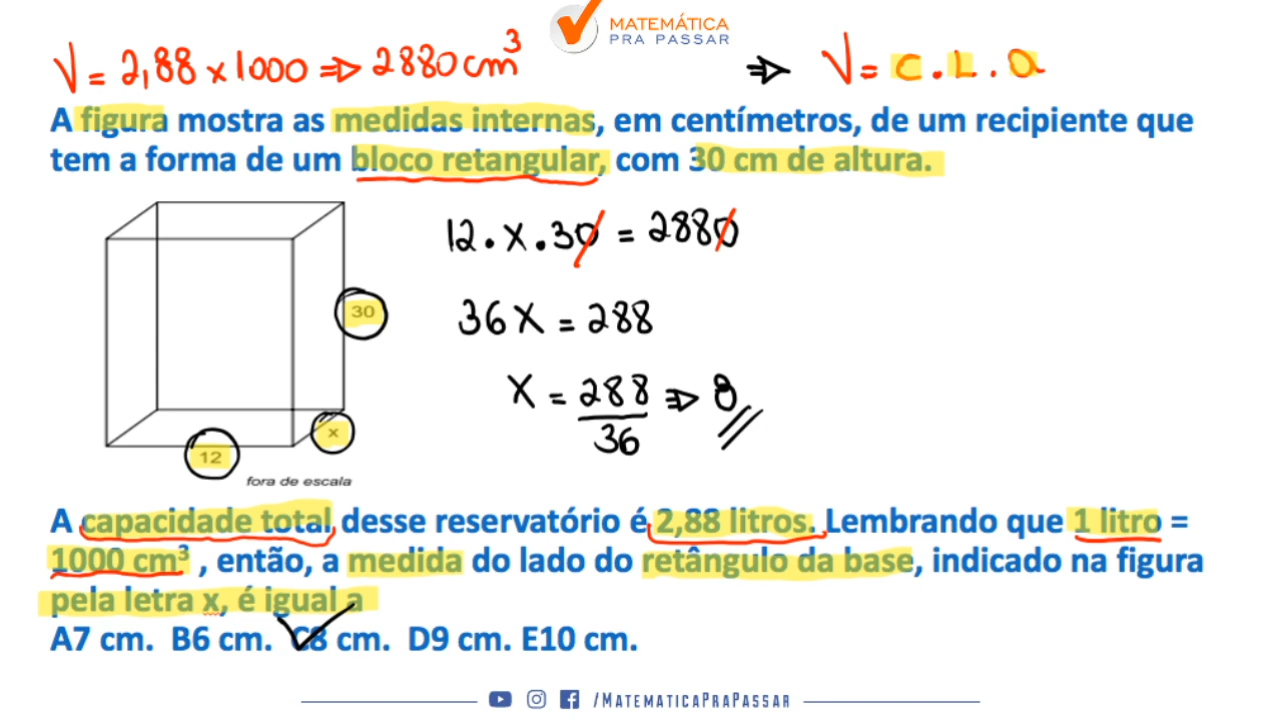 MATEMÁTICA
PRA PASSAR
V = 2,88 x 1000 ⇒ 2880 cm³
⇒ V = C . L . a
A figura mostra as medidas internas, em centímetros, de um recipiente que
tem a forma de um bloco retangular, com 30 cm de altura.
12 . x . 30 = 2880
30
36 x = 288
x = 288/36 ⇒ 8
x
12
fora de escala
A capacidade total desse reservatório é 2,88 litros. Lembrando que 1 litro =
1000 cm³ , então, a medida do lado do retângulo da base, indicado na figura
pela letra x, é igual a
A7 cm. B6 cm. C8 cm. D9 cm. E10 cm.
/MATEMATICAPRAPASSAR